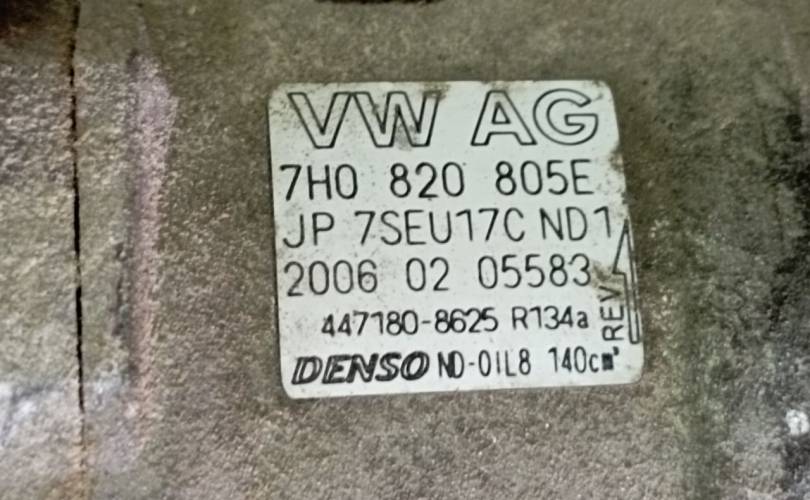 VW AG
7H0 820 805E
JP 7SEU17C ND1
2006 02 05583
447180-8625 R134a
DENSO ND-OIL8 140cm³
REV